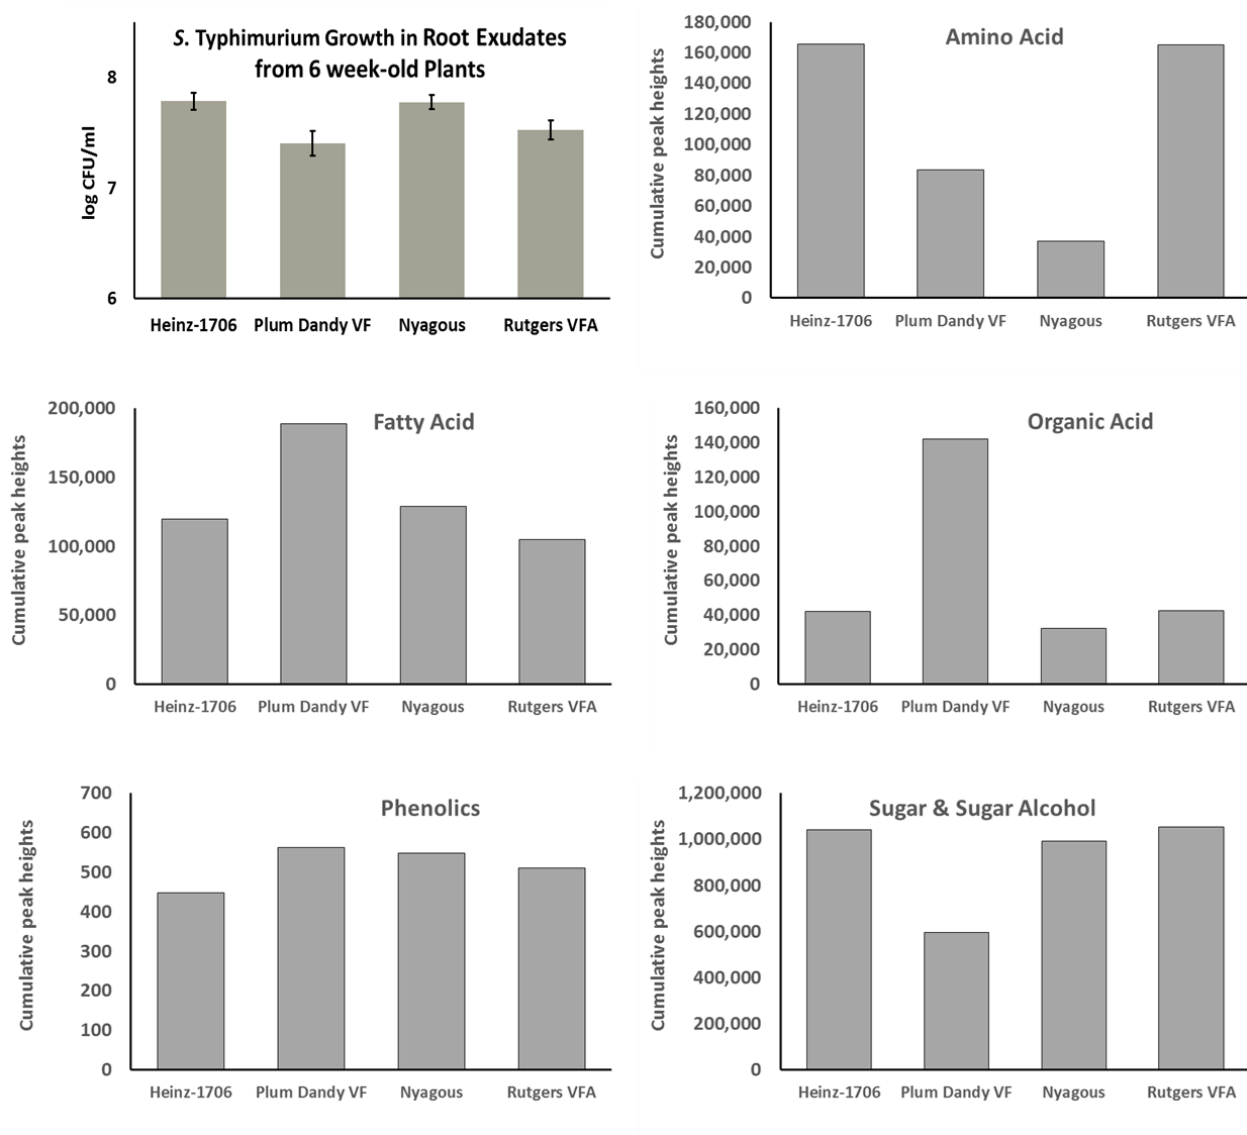 S. Typhimurium Growth in Root Exudates
from 6 week-old Plants
log CFU/ml
8
7
6
Heinz-1706 Plum Dandy VF Nyagous Rutgers VFA
Amino Acid
Cumulative peak heights
180,000
160,000
140,000
120,000
100,000
80,000
60,000
40,000
20,000
0
Heinz-1706 Plum Dandy VF Nyagous Rutgers VFA
Fatty Acid
Cumulative peak heights
200,000
150,000
100,000
50,000
0
Heinz-1706 Plum Dandy VF Nyagous Rutgers VFA
Organic Acid
Cumulative peak heights
160,000
140,000
120,000
100,000
80,000
60,000
40,000
20,000
0
Heinz-1706 Plum Dandy VF Nyagous Rutgers VFA
Phenolics
Cumulative peak heights
700
600
500
400
300
200
100
0
Heinz-1706 Plum Dandy VF Nyagous Rutgers VFA
Sugar & Sugar Alcohol
Cumulative peak heights
1,200,000
1,000,000
800,000
600,000
400,000
200,000
0
Heinz-1706 Plum Dandy VF Nyagous Rutgers VFA